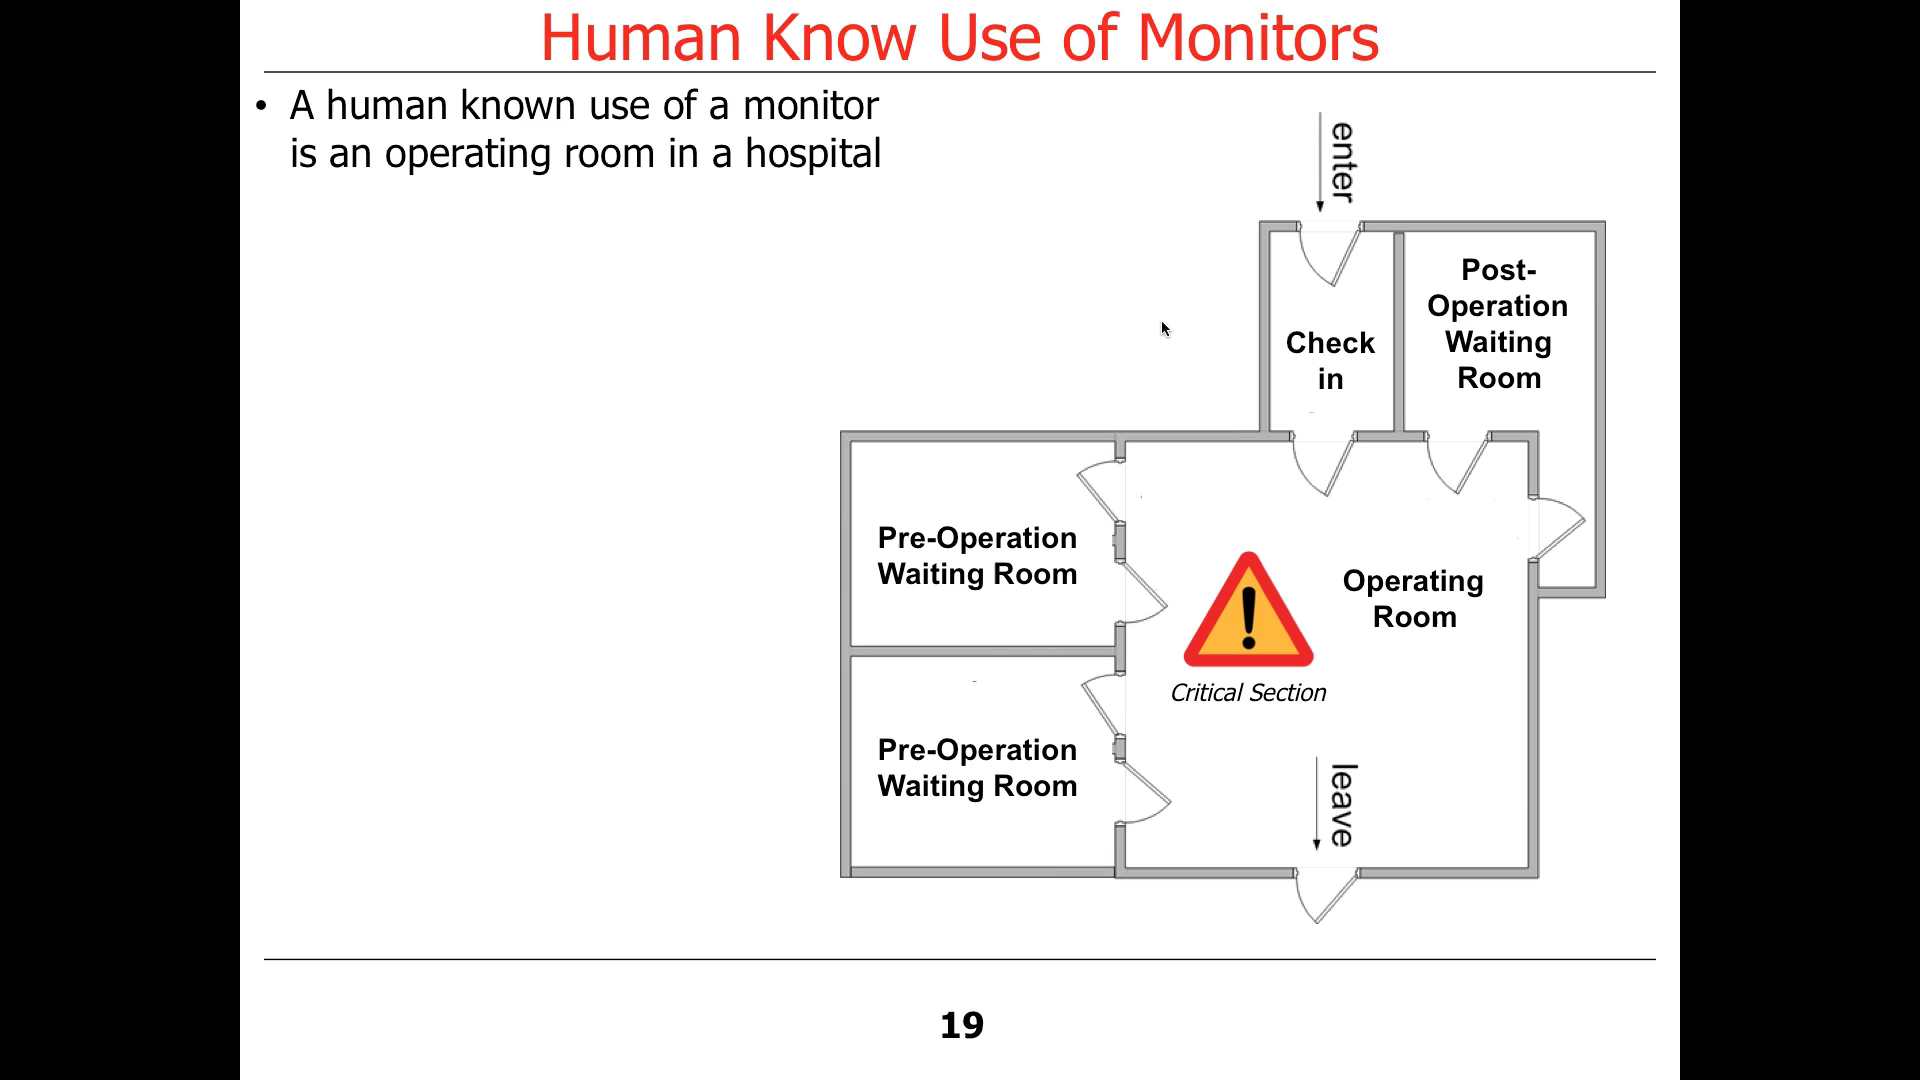 Human Know Use of Monitors
• A human known use of a monitor
is an operating room in a hospital
enter
Check
in
Post-
Operation
Waiting
Room
Pre-Operation
Waiting Room
Operating
Room
Critical Section
Pre-Operation
Waiting Room
leave
19